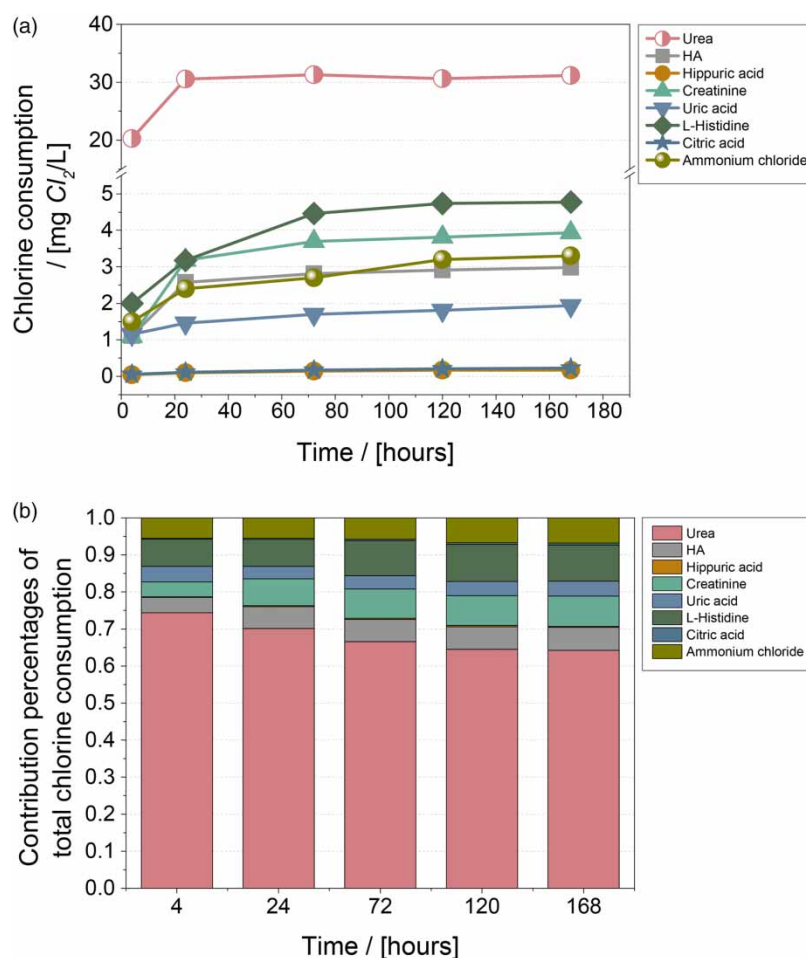 (a)
40
30
20
5
4
3
2
1
0
0 20 40 60 80 100 120 140 160 180
Chlorine consumption
/ [mg Cl2/L]
Time / [hours]
Urea
HA
Hippuric acid
Creatinine
Uric acid
L-Histidine
Citric acid
Ammonium chloride
(b)
1.0
0.9
0.8
0.7
0.6
0.5
0.4
0.3
0.2
0.1
0.0
4 24 72 120 168
Contribution percentages of
total chlorine consumption
Time / [hours]
Urea
HA
Hippuric acid
Creatinine
Uric acid
L-Histidine
Citric acid
Ammonium chloride